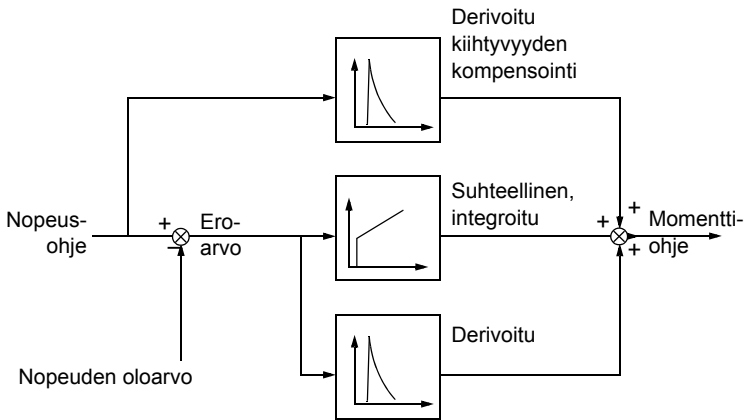 Derivoitu
kiihtyvyyden
kompensointi
Nopeus-
ohje
+
−
Ero-
arvo
Suhteellinen,
integroitu
+
+
+
Momentti-
ohje
Derivoitu
Nopeuden oloarvo